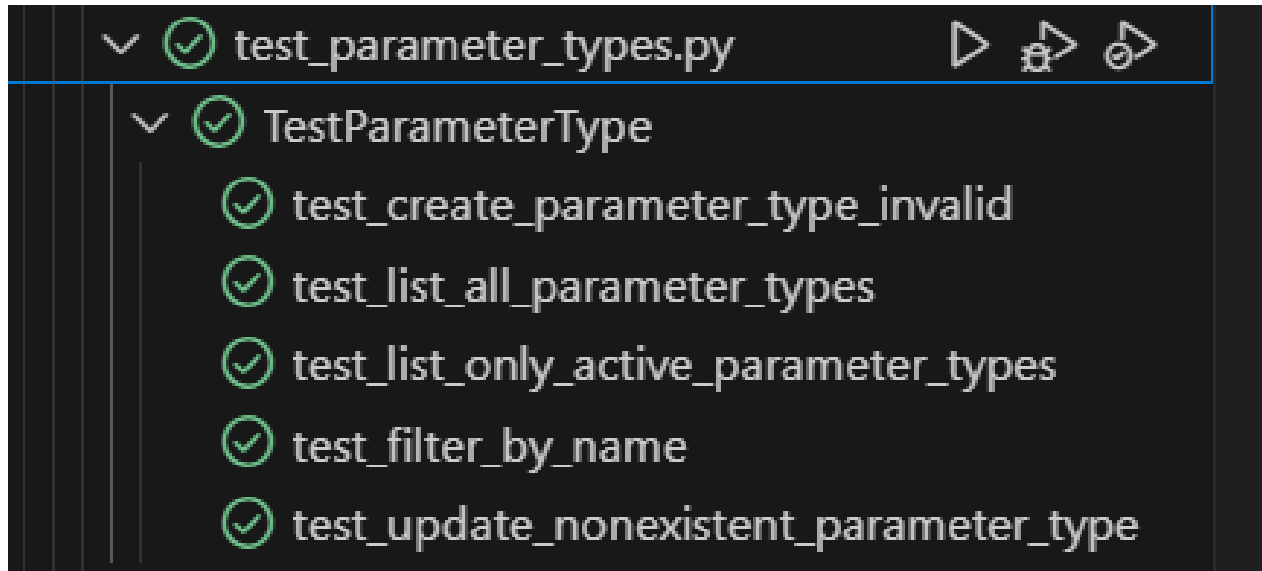 test_parameter_types.py
TestParameterType
test_create_parameter_type_invalid
test_list_all_parameter_types
test_list_only_active_parameter_types
test_filter_by_name
test_update_nonexistent_parameter_type